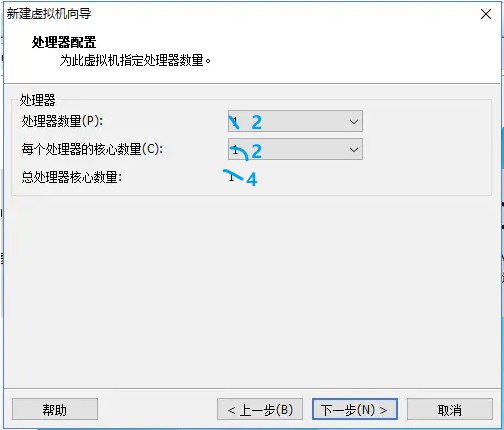 新建虚拟机向导
处理器配置
为此虚拟机指定处理器数量。
处理器
处理器数量(P): 1 2
每个处理器的核心数量(C): 1 2
总处理器核心数量: 1 4
帮助 < 上一步(B) 下一步(N) > 取消